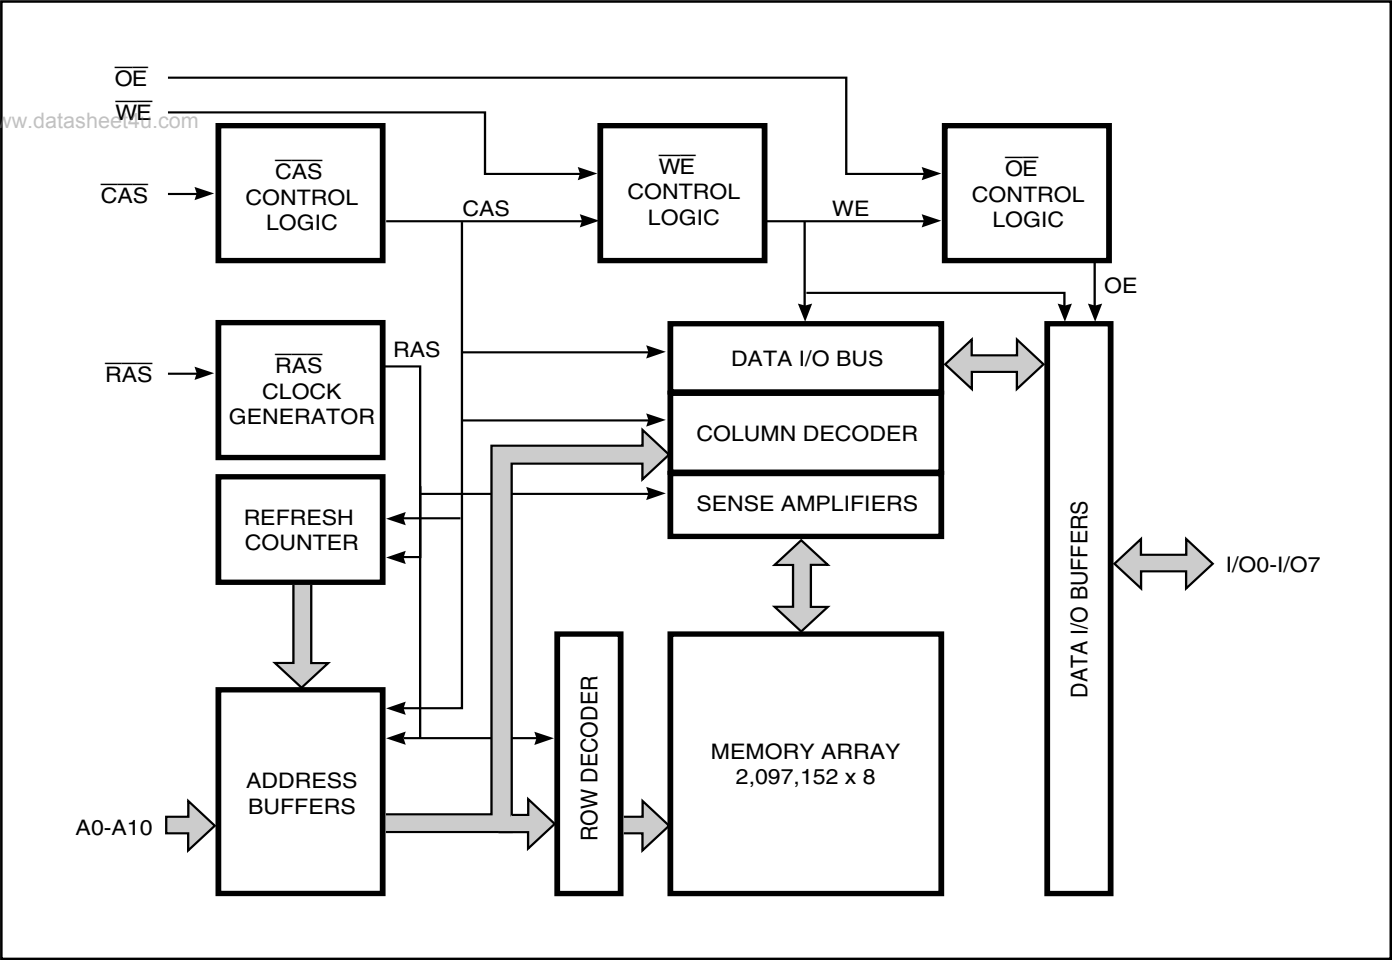 OE
WE
ww.datasheet4u.com
CAS
CAS
CONTROL
LOGIC
CAS
WE
CONTROL
LOGIC
WE
OE
CONTROL
LOGIC
OE
RAS
RAS
CLOCK
GENERATOR
RAS
DATA I/O BUS
COLUMN DECODER
SENSE AMPLIFIERS
REFRESH
COUNTER
DATA I/O BUFFERS
I/O0-I/O7
ADDRESS
BUFFERS
A0-A10
ROW DECODER
MEMORY ARRAY
2,097,152 x 8